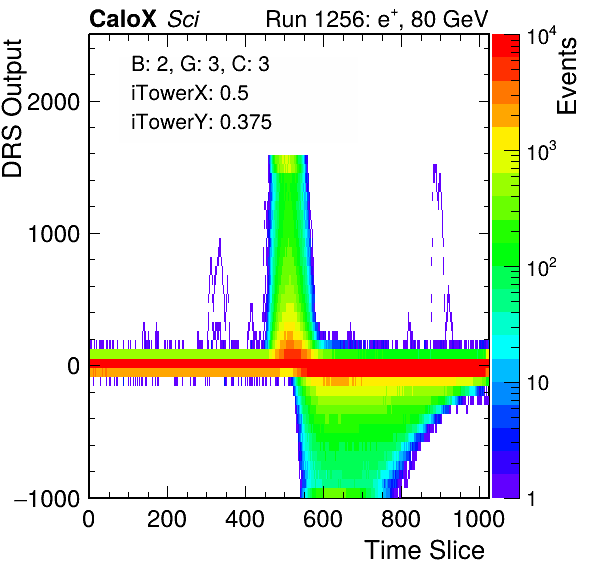 CaloX Sci
Run 1256: e⁺, 80 GeV
B: 2, G: 3, C: 3
iTowerX: 0.5
iTowerY: 0.375
DRS Output
2000
1000
0
−1000
0 200 400 600 800 1000
Time Slice
Events
10⁴
10³
10²
10
1